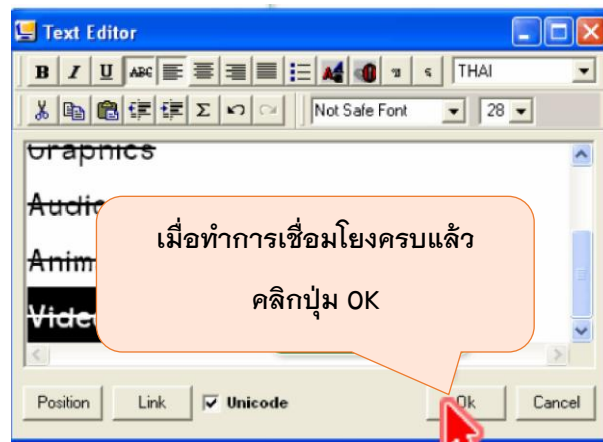 Text Editor
B I U ABC THAI
Σ Not Safe Font 28
Graphics
Audio
เมื่อทำการเชื่อมโยงครบแล้ว
Anim
คลิกปุ่ม OK
Video
Position Link Unicode Ok Cancel